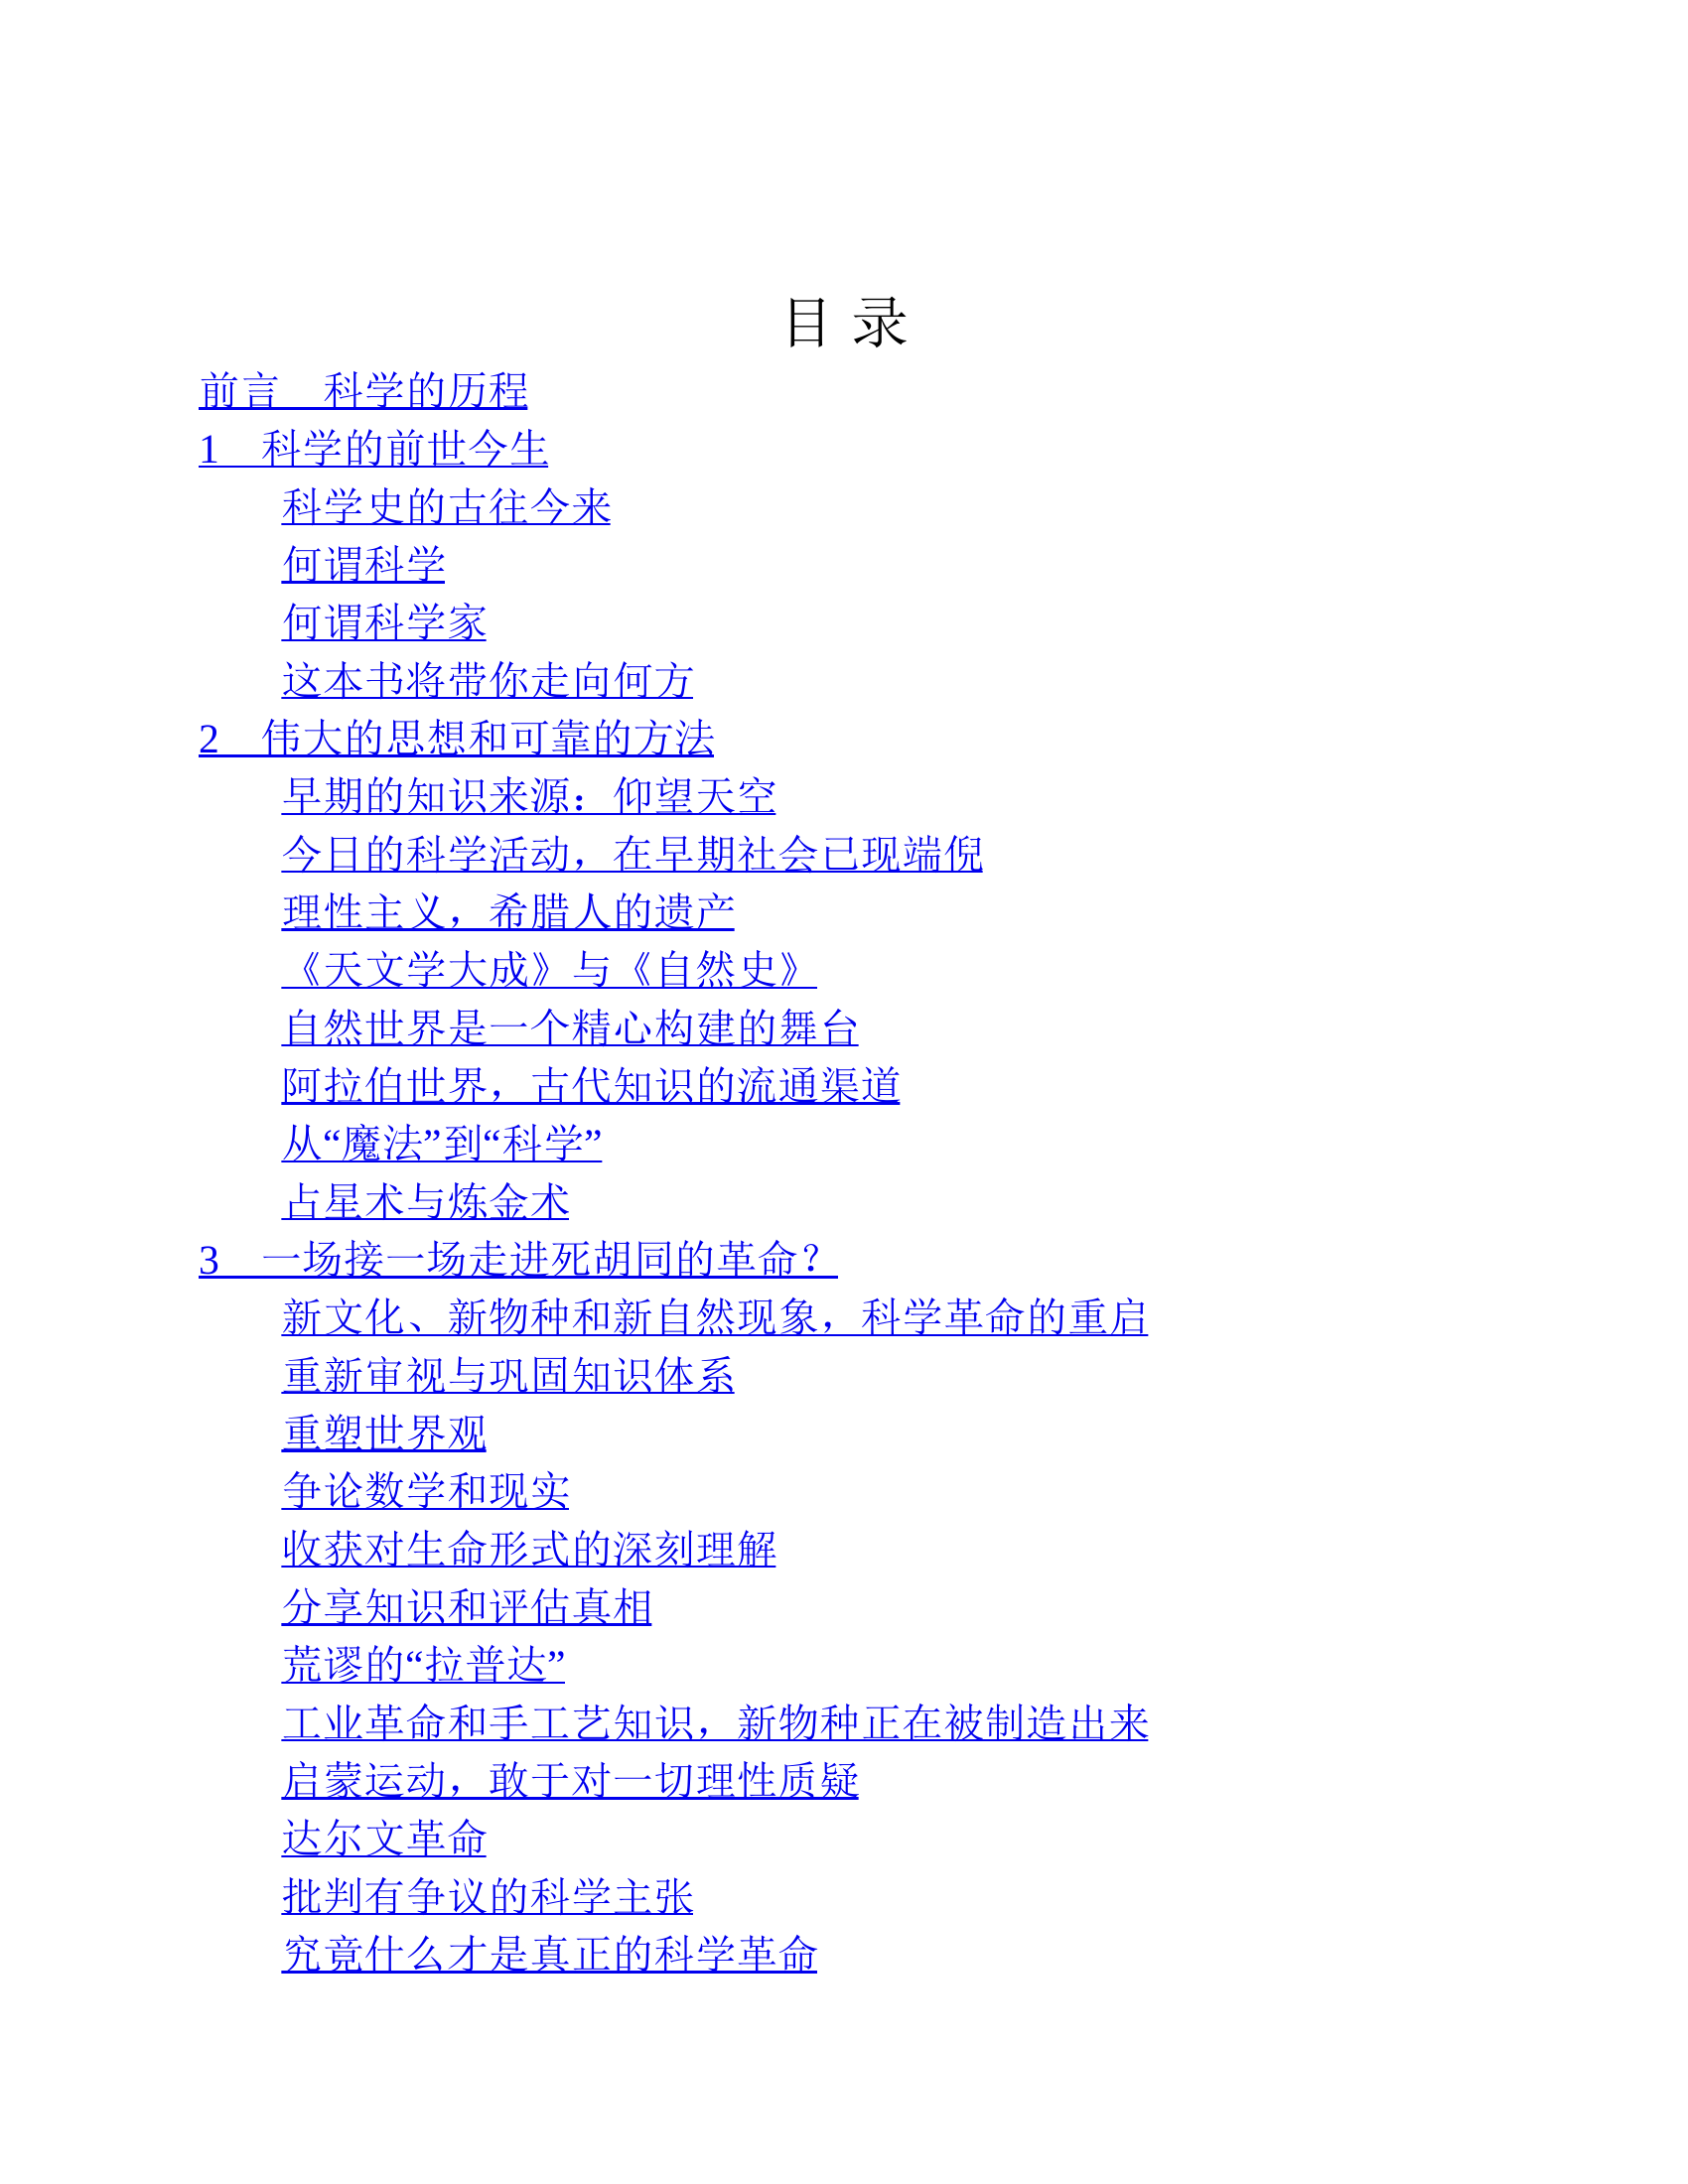 目 录
前言　科学的历程
1　科学的前世今生
科学史的古往今来
何谓科学
何谓科学家
这本书将带你走向何方
2　伟大的思想和可靠的方法
早期的知识来源：仰望天空
今日的科学活动，在早期社会已现端倪
理性主义，希腊人的遗产
《天文学大成》与《自然史》
自然世界是一个精心构建的舞台
阿拉伯世界，古代知识的流通渠道
从“魔法”到“科学”
占星术与炼金术
3　一场接一场走进死胡同的革命？
新文化、新物种和新自然现象，科学革命的重启
重新审视与巩固知识体系
重塑世界观
争论数学和现实
收获对生命形式的深刻理解
分享知识和评估真相
荒谬的“拉普达”
工业革命和手工艺知识，新物种正在被制造出来
启蒙运动，敢于对一切理性质疑
达尔文革命
批判有争议的科学主张
究竟什么才是真正的科学革命